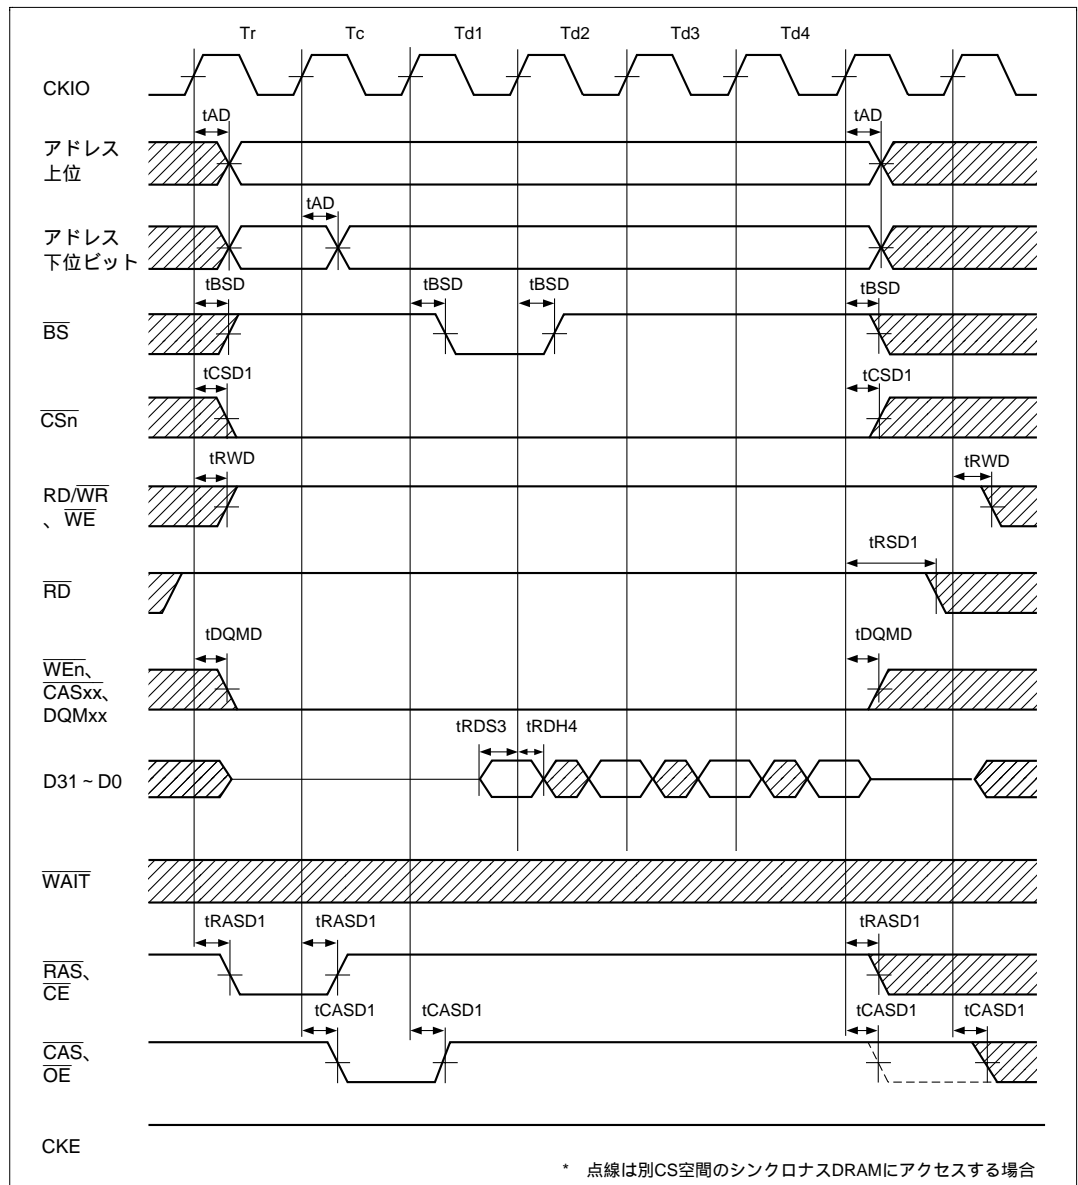 Tr Tc Td1 Td2 Td3 Td4
CKIO
tAD tAD
アドレス
上位
tAD
アドレス
下位ビット
tBSD tBSD tBSD tBSD
BS
tCSD1 tCSD1
CSn
tRWD tRWD
RD/WR
、WE
tRSD1
RD
tDQMD tDQMD
WEn、
CASxx、
DQMxx
tRDS3 tRDH4
D31~D0
WAIT
tRASD1 tRASD1 tRASD1
RAS、
CE
tCASD1 tCASD1 tCASD1 tCASD1
CAS、
OE
CKE
* 点線は別CS空間のシンクロナスDRAMにアクセスする場合